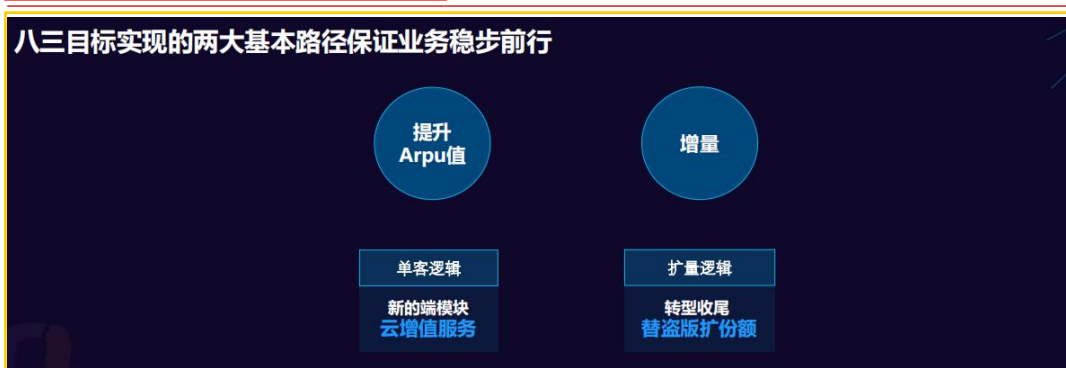 八三目标实现的两大基本路径保证业务稳步前行
提升
Arpu值
增量
单客逻辑
扩量逻辑
新的端模块
云增值服务
转型收尾
替盗版扩份额